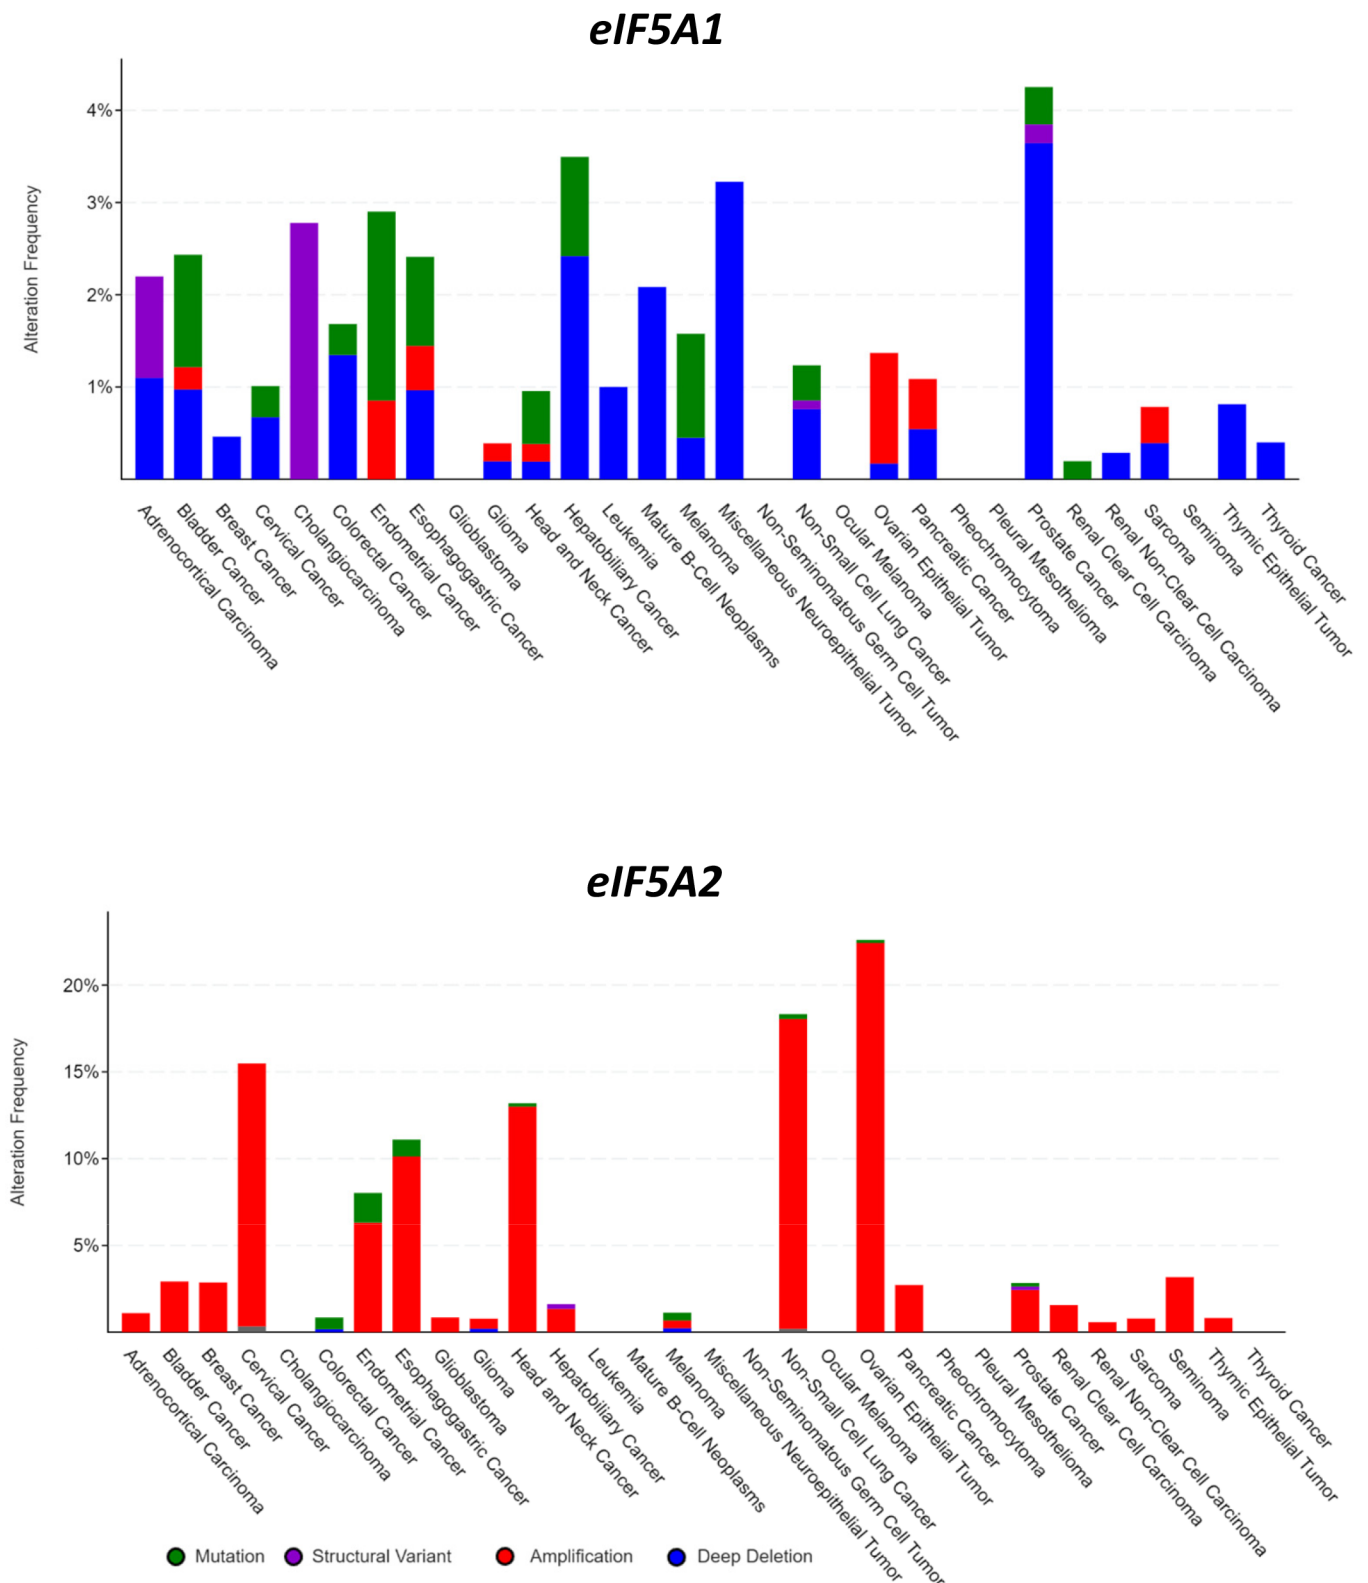 eIF5A1
4%
3%
2%
1%
Alteration Frequency
Adrenocortical Carcinoma
Bladder Cancer
Breast Cancer
Cervical Cancer
Cholangiocarcinoma
Colorectal Cancer
Endometrial Cancer
Esophagogastric Cancer
Glioblastoma
Glioma
Head and Neck Cancer
Hepatobiliary Cancer
Leukemia
Mature B-Cell Neoplasms
Melanoma
Miscellaneous Neuroepithelial Tumor
Non-Seminomatous Germ Cell Tumor
Non-Small Cell Lung Cancer
Ocular Melanoma
Ovarian Epithelial Tumor
Pancreatic Cancer
Pheochromocytoma
Pleural Mesothelioma
Prostate Cancer
Renal Clear Cell Carcinoma
Renal Non-Clear Cell Carcinoma
Sarcoma
Seminoma
Thymic Epithelial Tumor
Thyroid Cancer
eIF5A2
20%
15%
10%
5%
Alteration Frequency
Adrenocortical Carcinoma
Bladder Cancer
Breast Cancer
Cervical Cancer
Cholangiocarcinoma
Colorectal Cancer
Endometrial Cancer
Esophagogastric Cancer
Glioblastoma
Glioma
Head and Neck Cancer
Hepatobiliary Cancer
Leukemia
Mature B-Cell Neoplasms
Melanoma
Miscellaneous Neuroepithelial Tumor
Non-Seminomatous Germ Cell Tumor
Non-Small Cell Lung Cancer
Ocular Melanoma
Ovarian Epithelial Tumor
Pancreatic Cancer
Pheochromocytoma
Pleural Mesothelioma
Prostate Cancer
Renal Clear Cell Carcinoma
Renal Non-Clear Cell Carcinoma
Sarcoma
Seminoma
Thymic Epithelial Tumor
Thyroid Cancer
Mutation
Structural Variant
Amplification
Deep Deletion